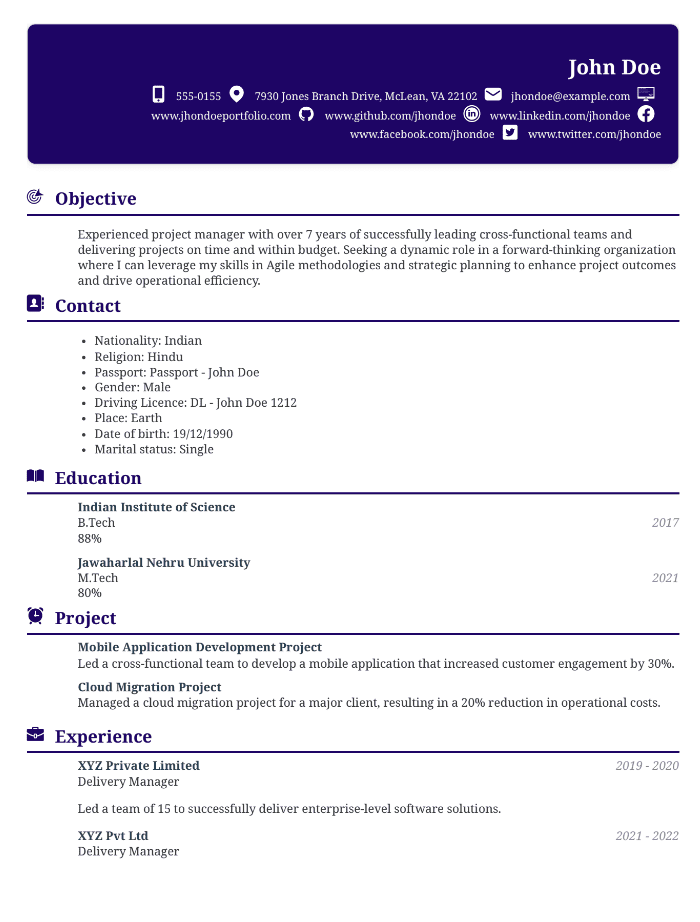 John Doe
555-0155 7930 Jones Branch Drive, McLean, VA 22102 jhondoe@example.com
www.jhondoeportfolio.com www.github.com/jhondoe www.linkedin.com/jhondoe
www.facebook.com/jhondoe www.twitter.com/jhondoe
Objective
Experienced project manager with over 7 years of successfully leading cross-functional teams and
delivering projects on time and within budget. Seeking a dynamic role in a forward-thinking organization
where I can leverage my skills in Agile methodologies and strategic planning to enhance project outcomes
and drive operational efficiency.
Contact
• Nationality: Indian
• Religion: Hindu
• Passport: Passport - John Doe
• Gender: Male
• Driving Licence: DL - John Doe 1212
• Place: Earth
• Date of birth: 19/12/1990
• Marital status: Single
Education
Indian Institute of Science
B.Tech 2017
88%
Jawaharlal Nehru University
M.Tech 2021
80%
Project
Mobile Application Development Project
Led a cross-functional team to develop a mobile application that increased customer engagement by 30%.
Cloud Migration Project
Managed a cloud migration project for a major client, resulting in a 20% reduction in operational costs.
Experience
XYZ Private Limited 2019 - 2020
Delivery Manager
Led a team of 15 to successfully deliver enterprise-level software solutions.
XYZ Pvt Ltd 2021 - 2022
Delivery Manager